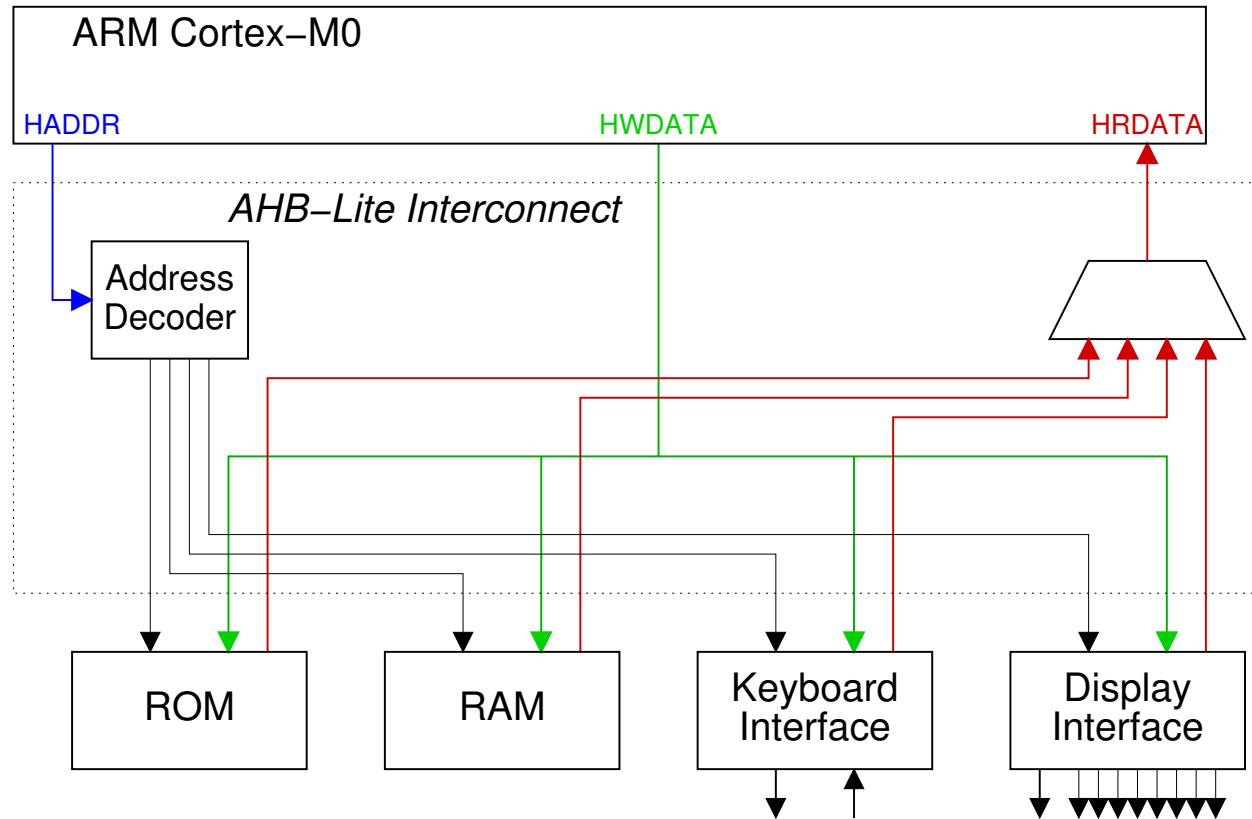 ARM Cortex−M0
HADDR
HWDATA
HRDATA
AHB−Lite Interconnect
Address
Decoder
ROM
RAM
Keyboard
Interface
Display
Interface